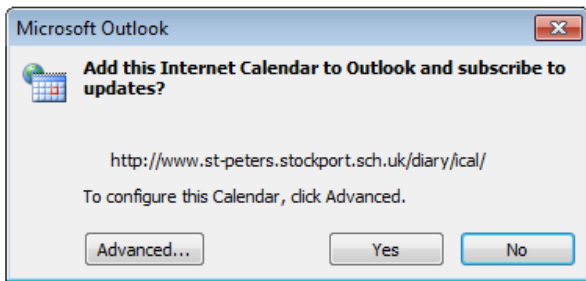 Microsoft Outlook
Add this Internet Calendar to Outlook and subscribe to
updates?
http://www.st-peters.stockport.sch.uk/diary/ical/
To configure this Calendar, click Advanced.
Advanced... Yes No